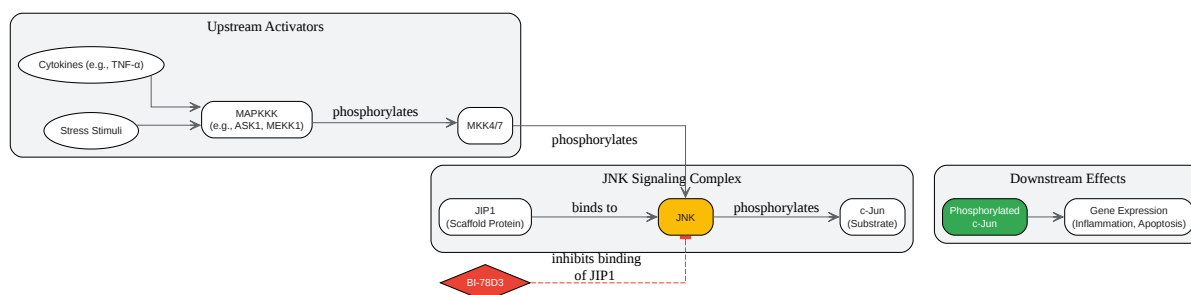 Upstream Activators
Cytokines (e.g., TNF-α)
Stress Stimuli
MAPKKK
(e.g., ASK1, MEKK1)
phosphorylates
MKK4/7
phosphorylates
JNK Signaling Complex
JIP1
(Scaffold Protein)
binds to
JNK
phosphorylates
c-Jun
(Substrate)
inhibits binding
of JIP1
BI-78D3
Downstream Effects
Phosphorylated
c-Jun
Gene Expression
(Inflammation, Apoptosis)